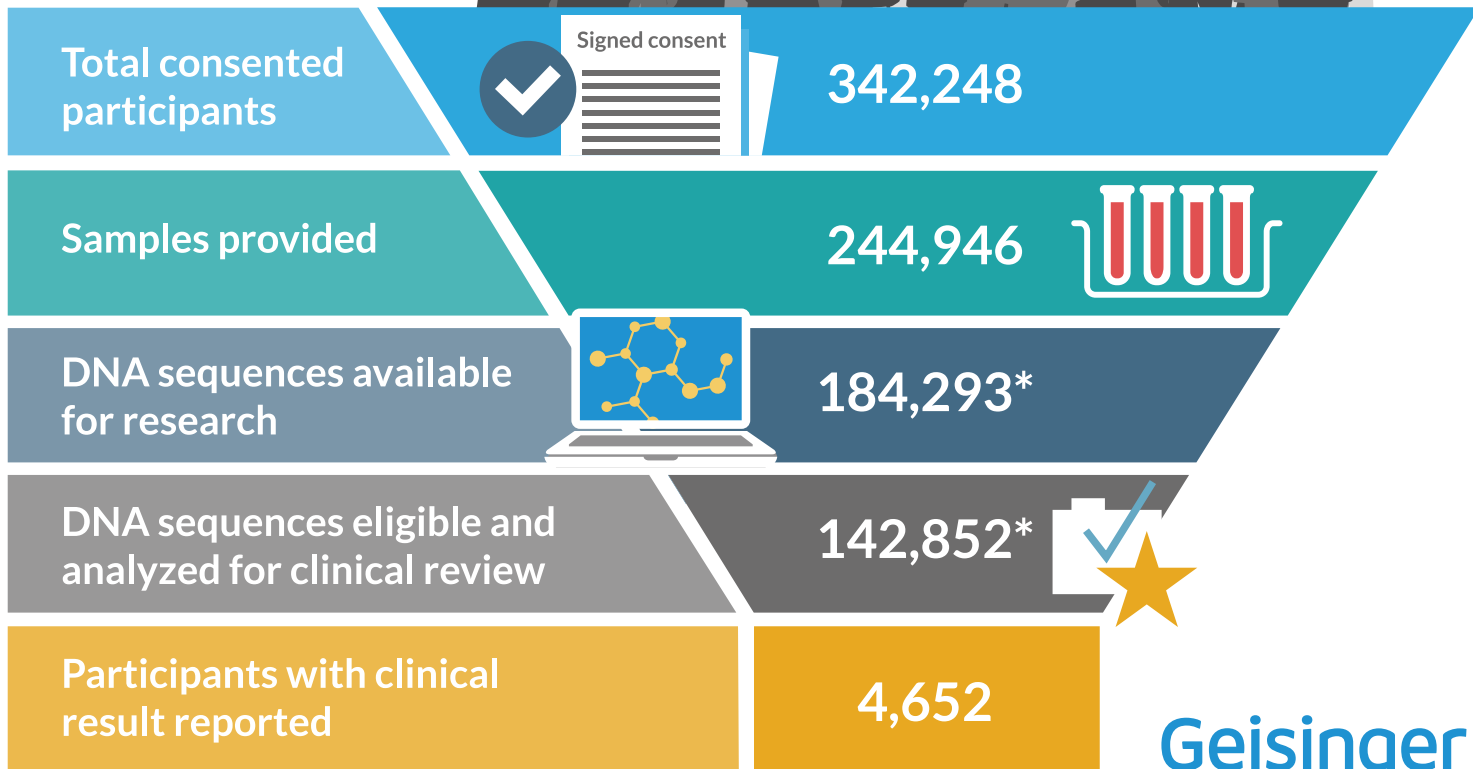 Total consented
participants
Signed consent
342,248
Samples provided
244,946
DNA sequences available
for research
184,293*
DNA sequences eligible and
analyzed for clinical review
142,852*
Participants with clinical
result reported
4,652
Geisinger